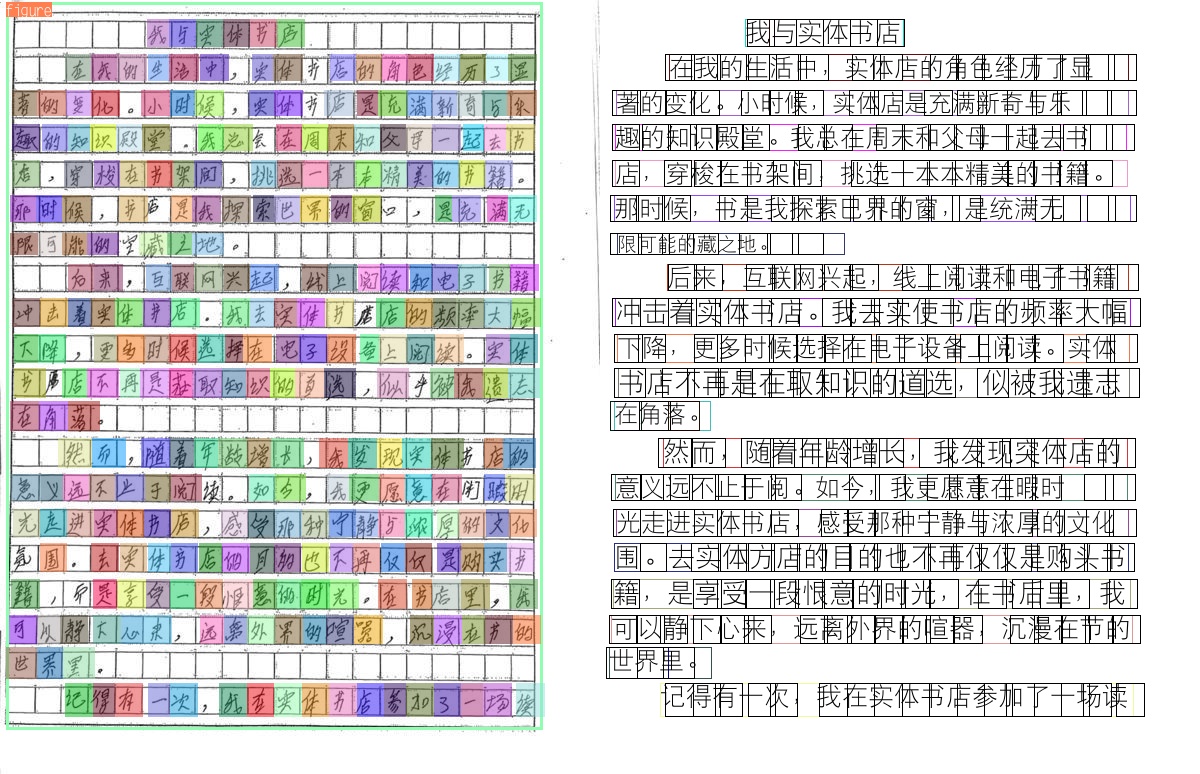 figure
我与实体书店
在我的生活中，实体书店的角色经历了显
著的变化。小时候，实体书店是充满新奇与乐
趣的知识殿堂。我总会在周末和父母一起去书
店，穿梭在书架间，挑选一本本精美的书籍。
那时候，书店是我探索世界的窗口，是充满无
限可能的宝藏之地。
后来，互联网兴起，线上阅读和电子书籍
冲击着实体书店。我去实体书店的频率大幅
下降，更多时候选择在电子设备上阅读。实体
书店不再是获取知识的首选，似乎被我遗忘
在角落。
然而，随着年龄增长，我发现实体书店的
意义远不止于阅读。如今，我更愿意在闲暇时
光走进实体书店，感受那种宁静与浓厚的文化
氛围。去实体书店的目的也不再仅仅是购买书
籍，而是享受一段惬意的时光。在书店里，我
可以静下心来，远离外界的喧嚣，沉浸在书的
世界里。
记得有一次，我在实体书店参加了一场读
我与实体书店
在我的生活中，实体店的角色经历了显
著的变化。小时候，实体店是充满新奇与乐
趣的知识殿堂。我总在周末和父母一起去书
店，穿梭在书架间，挑选一本本精美的书籍。
那时候，书是我探索世界的窗，是统满无
限可能的藏之地。
后来，互联网兴起，线上阅读和电子书籍
冲击着实体书店。我去实使书店的频率大幅
下降，更多时候选择在电子设备上阅读。实体
书店不再是在取知识的道选 似被我遗忘
在角落。
然而，随着年龄增长，我发现实体店的
意义远不止于阅，如今，我更愿意在暇时
光走进实体书店，感受那种宁静与浓厚的文化
围。去实体方店的目的也不再仅仅是购买书
籍，是享受一段惬意的时光，在书店里，我
可以静下心来 远离外界的喧嚣 沉漫在节的
世界里。
记得有一次，我在实体书店参加了一场读